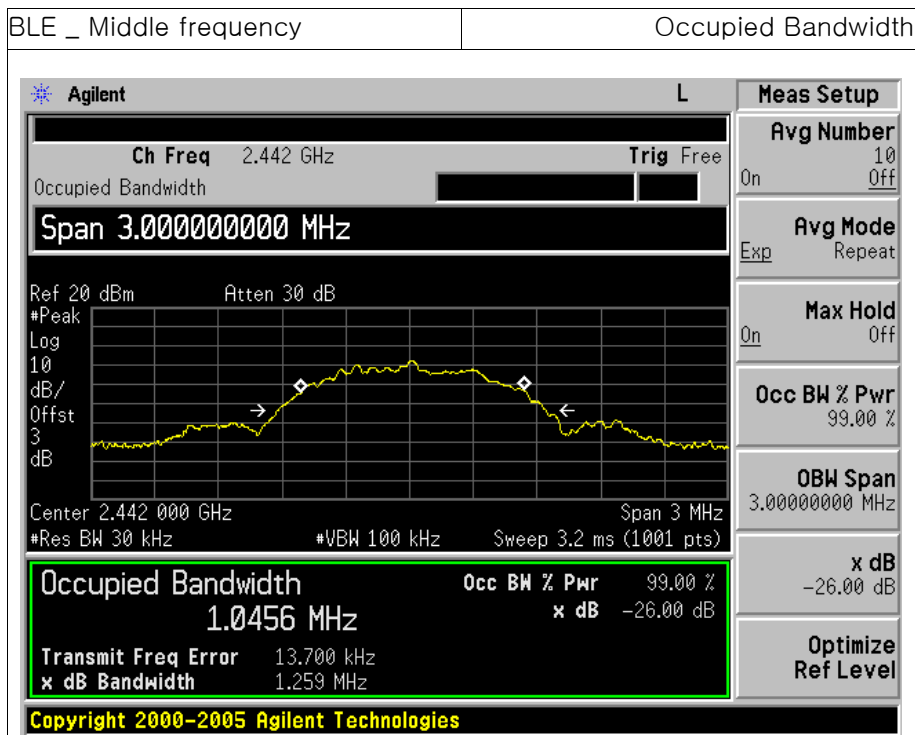 BLE _ Middle frequency
Occupied Bandwidth
Agilent
L
Ch Freq 2.442 GHz
Trig Free
Occupied Bandwidth
Span 3.000000000 MHz
Ref 20 dBm
Atten 30 dB
#Peak
Log
10
dB/
Offst
3
dB
Center 2.442 000 GHz
Span 3 MHz
#Res BW 30 kHz
#VBW 100 kHz
Sweep 3.2 ms (1001 pts)
Occupied Bandwidth
1.0456 MHz
Occ BW % Pwr 99.00 %
x dB -26.00 dB
Transmit Freq Error 13.700 kHz
x dB Bandwidth 1.259 MHz
Copyright 2000-2005 Agilent Technologies
Meas Setup
Avg Number
10
On Off
Avg Mode
Exp Repeat
Max Hold
On Off
Occ BW % Pwr
99.00 %
OBW Span
3.00000000 MHz
x dB
-26.00 dB
Optimize
Ref Level